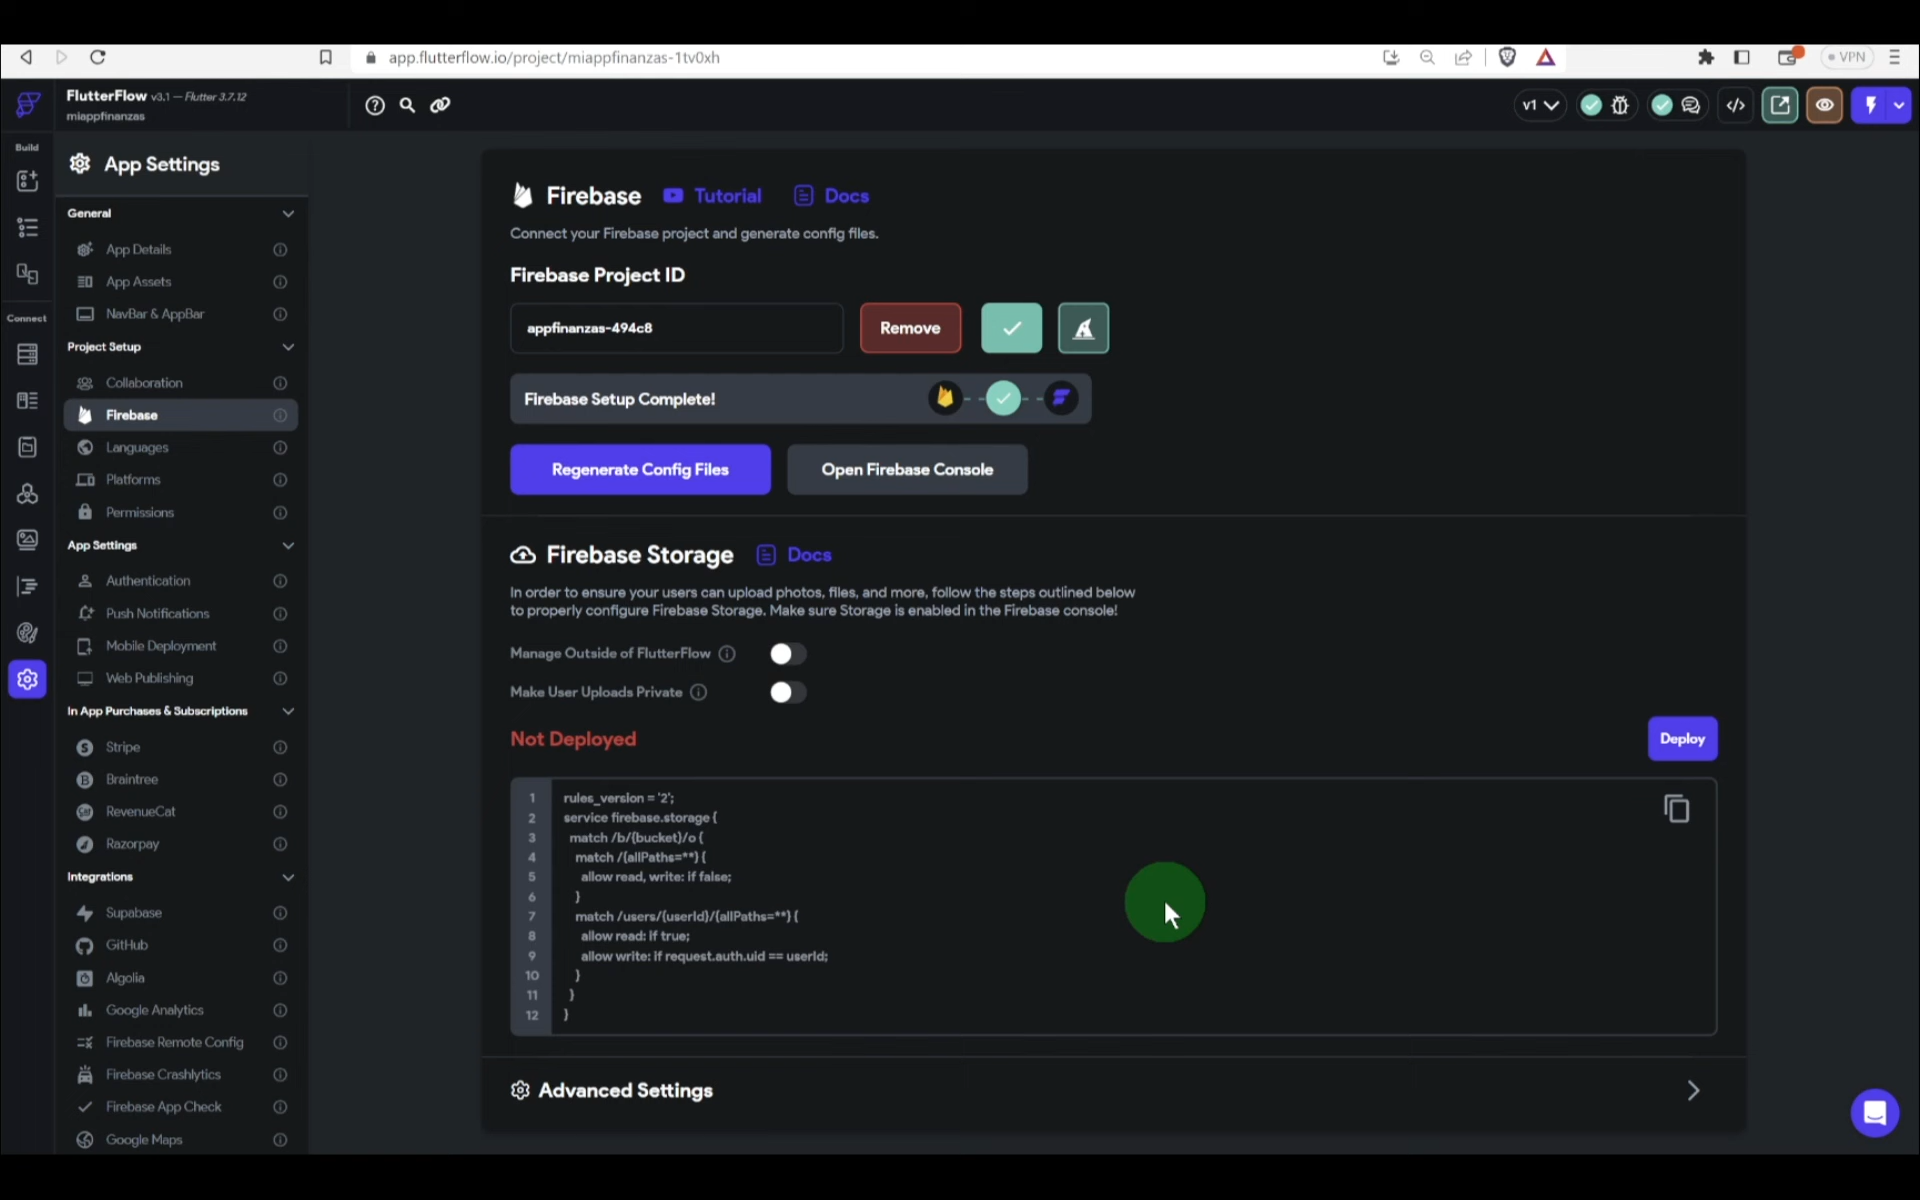 app.flutterflow.io/project/miappfinanzas-1tv0xh
VPN
FlutterFlow v3.1 — Flutter 3.7.12
miappfinanzas
v1
Build
Connect
App Settings
General
App Details
App Assets
NavBar & AppBar
Project Setup
Collaboration
Firebase
Languages
Platforms
Permissions
App Settings
Authentication
Push Notifications
Mobile Deployment
Web Publishing
In App Purchases & Subscriptions
Stripe
Braintree
RevenueCat
Razorpay
Integrations
Supabase
GitHub
Algolia
Google Analytics
Firebase Remote Config
Firebase Crashlytics
Firebase App Check
Google Maps
Firebase Tutorial Docs
Connect your Firebase project and generate config files.
Firebase Project ID
appfinanzas-494c8 Remove
Firebase Setup Complete!
Regenerate Config Files Open Firebase Console
Firebase Storage Docs
In order to ensure your users can upload photos, files, and more, follow the steps outlined below
to properly configure Firebase Storage. Make sure Storage is enabled in the Firebase console!
Manage Outside of FlutterFlow
Make User Uploads Private
Not Deployed Deploy
1 rules_version = '2';
2 service firebase.storage {
3 match /b/{bucket}/o {
4 match /{allPaths=**} {
5 allow read, write: if false;
6 }
7 match /users/{userId}/{allPaths=**} {
8 allow read: if true;
9 allow write: if request.auth.uid == userId;
10 }
11 }
12 }
Advanced Settings